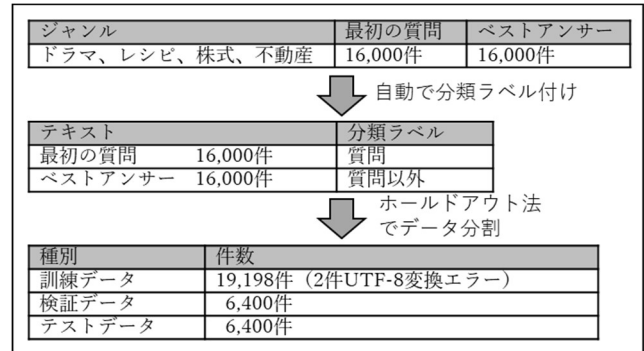 ジャンル 最初の質問 ベストアンサー
ドラマ、レシピ、株式、不動産 16,000件 16,000件
自動で分類ラベル付け
テキスト 分類ラベル
最初の質問 16,000件 質問
ベストアンサー 16,000件 質問以外
ホールドアウト法
でデータ分割
種別 件数
訓練データ 19,198件（2件UTF-8変換エラー）
検証データ 6,400件
テストデータ 6,400件